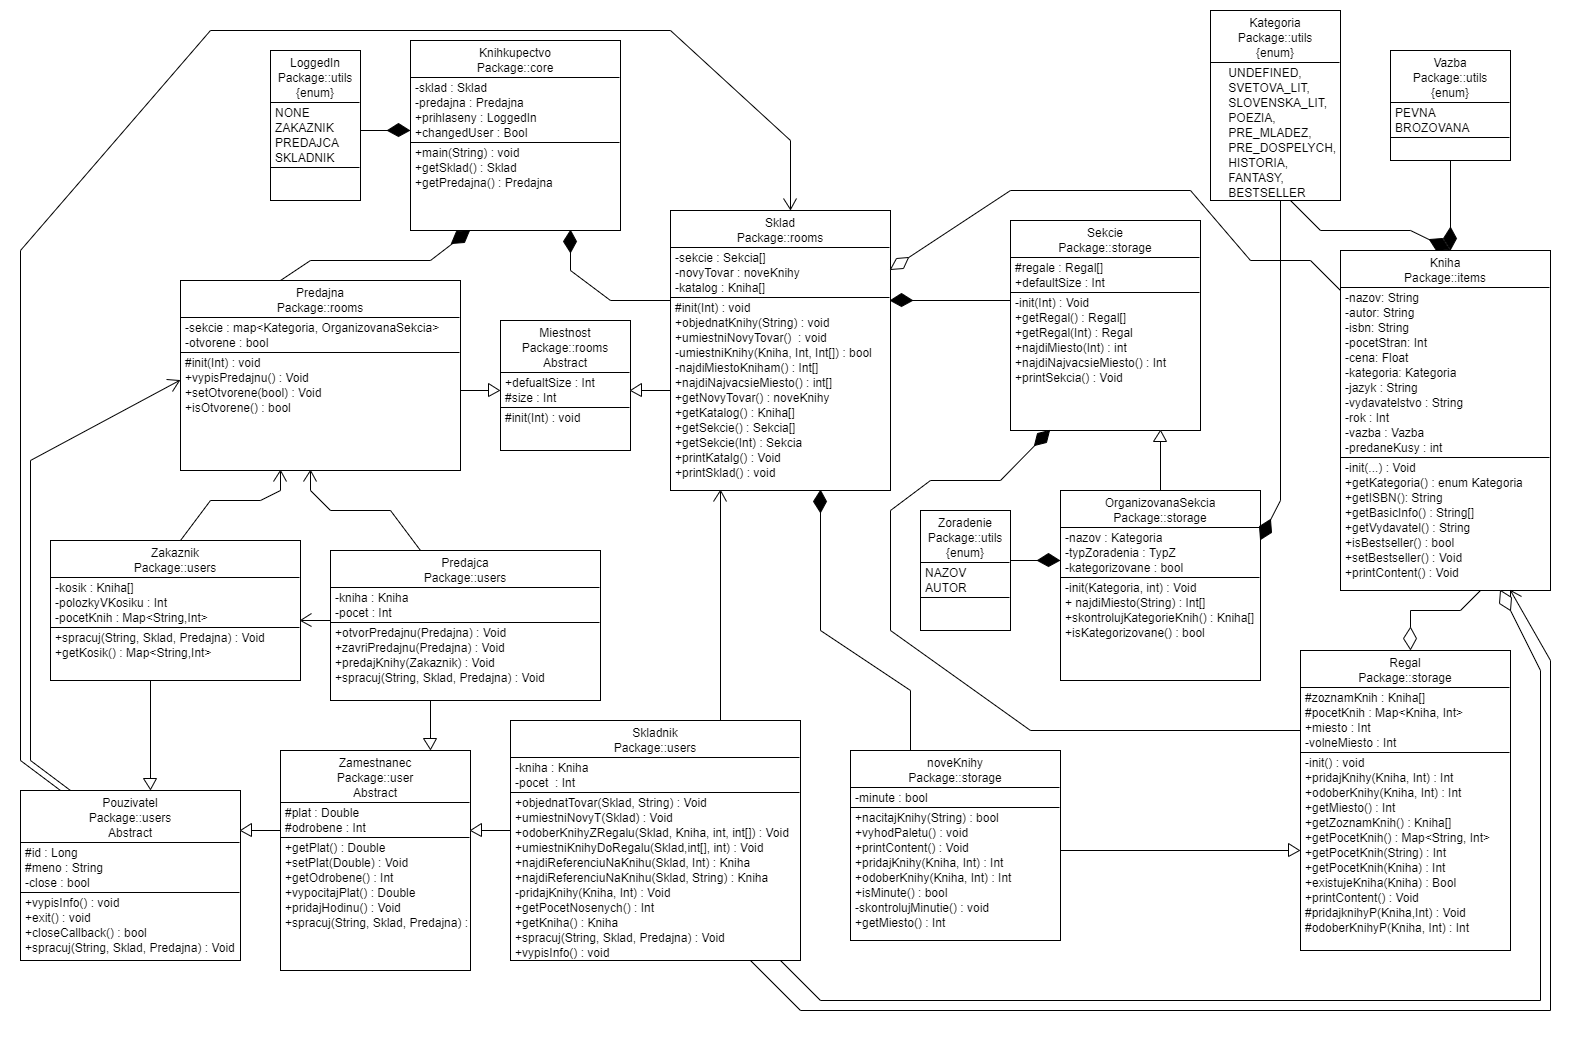 LoggedIn
Package::utils
{enum}
NONE
ZAKAZNIK
PREDAJCA
SKLADNIK
Knihkupectvo
Package::core
-sklad : Sklad
-predajna : Predajna
+prihlaseny : LoggedIn
+changedUser : Bool
+main(String) : void
+getSklad() : Sklad
+getPredajna() : Predajna
Kategoria
Package::utils
{enum}
UNDEFINED,
SVETOVA_LIT,
SLOVENSKA_LIT,
POEZIA,
PRE_MLADEZ,
PRE_DOSPELYCH,
HISTORIA,
FANTASY,
BESTSELLER
Vazba
Package::utils
{enum}
PEVNA
BROZOVANA
Predajna
Package::rooms
-sekcie : map<Kategoria, OrganizovanaSekcia>
-otvorene : bool
#init(Int) : void
+vypisPredajnu() : Void
+setOtvorene(bool) : Void
+isOtvorene() : bool
Miestnost
Package::rooms
Abstract
+defualtSize : Int
#size : Int
#init(Int) : void
Sklad
Package::rooms
-sekcie : Sekcia[]
-novyTovar : noveKnihy
-katalog : Kniha[]
#init(Int) : void
+objednatKnihy(String) : void
+umiestniNovyTovar()  : void
-umiestniKnihy(Kniha, Int, Int[]) : bool
-najdiMiestoKniham() : Int[]
+najdiNajvacsieMiesto() : int[]
+getNovyTovar() : noveKnihy
+getKatalog() : Kniha[]
+getSekcie() : Sekcia[]
+getSekcie(Int) : Sekcia
+printKatalg() : Void
+printSklad() : void
Sekcie
Package::storage
#regale : Regal[]
+defaultSize : Int
-init(Int) : Void
+getRegal() : Regal[]
+getRegal(Int) : Regal
+najdiMiesto(Int) : int
+najdiNajvacsieMiesto() : Int
+printSekcia() : Void
Kniha
Package::items
-nazov: String
-autor: String
-isbn: String
-pocetStran: Int
-cena: Float
-kategoria: Kategoria
-jazyk : String
-vydavatelstvo : String
-rok : Int
-vazba : Vazba
-predaneKusy : int
-init(...) : Void
+getKategoria() : enum Kategoria
+getISBN(): String
+getBasicInfo() : String[]
+getVydavatel() : String
+isBestseller() : bool
+setBestseller() : Void
+printContent() : Void
Zoradenie
Package::utils
{enum}
NAZOV
AUTOR
OrganizovanaSekcia
Package::storage
-nazov : Kategoria
-typZoradenia : TypZ
-kategorizovane : bool
-init(Kategoria, int) : Void
+ najdiMiesto(String) : Int[]
+skontrolujKategorieKnih() : Kniha[]
+isKategorizovane() : bool
Zakaznik
Package::users
-kosik : Kniha[]
-polozkyVKosiku : Int
-pocetKnih : Map<String,Int>
+spracuj(String, Sklad, Predajna) : Void
+getKosik() : Map<String,Int>
Predajca
Package::users
-kniha : Kniha
-pocet : Int
+otvorPredajnu(Predajna) : Void
+zavriPredajnu(Predajna) : Void
+predajKnihy(Zakaznik) : Void
+spracuj(String, Sklad, Predajna) : Void
Pouzivatel
Package::users
Abstract
#id : Long
#meno : String
-close : bool
+vypisInfo() : void
+exit() : void
+closeCallback() : bool
+spracuj(String, Sklad, Predajna) : Void
Zamestnanec
Package::user
Abstract
#plat : Double
#odrobene : Int
+getPlat() : Double
+setPlat(Double) : Void
+getOdrobene() : Int
+vypocitajPlat() : Double
+pridajHodinu() : Void
+spracuj(String, Sklad, Predajna) :
Skladnik
Package::users
-kniha : Kniha
-pocet  : Int
+objednatTovar(Sklad, String) : Void
+umiestniNovyT(Sklad) : Void
+odoberKnihyZRegalu(Sklad, Kniha, int, int[]) : Void
+umiestniKnihyDoRegalu(Sklad,int[], int) : Void
+najdiReferenciuNaKnihu(Sklad, Int) : Kniha
+najdiReferenciuNaKnihu(Sklad, String) : Kniha
-pridajKnihy(Kniha, Int) : Void
+getPocetNosenych() : Int
+getKniha() : Kniha
+spracuj(String, Sklad, Predajna) : Void
+vypisInfo() : void
noveKnihy
Package::storage
-minute : bool
+nacitajKnihy(String) : bool
+vyhodPaletu() : void
+printContent() : Void
+pridajKnihy(Kniha, Int) : Int
+odoberKnihy(Kniha, Int) : Int
+isMinute() : bool
-skontrolujMinutie() : void
+getMiesto() : Int
Regal
Package::storage
#zoznamKnih : Kniha[]
#pocetKnih : Map<Kniha, Int>
+miesto : Int
-volneMiesto : Int
-init() : void
+pridajKnihy(Kniha, Int) : Int
+odoberKnihy(Kniha, Int) : Int
+getMiesto() : Int
+getZoznamKnih() : Kniha[]
+getPocetKnih() : Map<String, Int>
+getPocetKnih(String) : Int
+getPocetKnih(Kniha) : Int
+existujeKniha(Kniha) : Bool
+printContent() : Void
#pridajknihyP(Kniha,Int) : Void
#odoberKnihyP(Kniha, Int) : Int